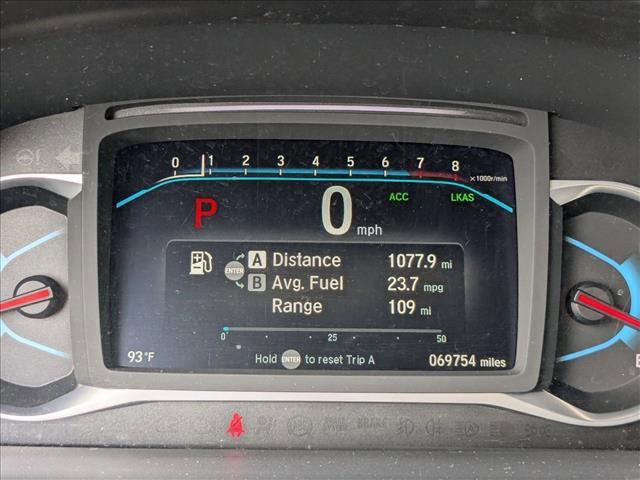 0 1 2 3 4 5 6 7 8
x1000r/min
P 0 mph
ACC LKAS
A Distance 1077.9 mi
ENTER
B Avg. Fuel 23.7 mpg
Range 109 mi
0 25 50
93°F Hold ENTER to reset Trip A 069754 miles